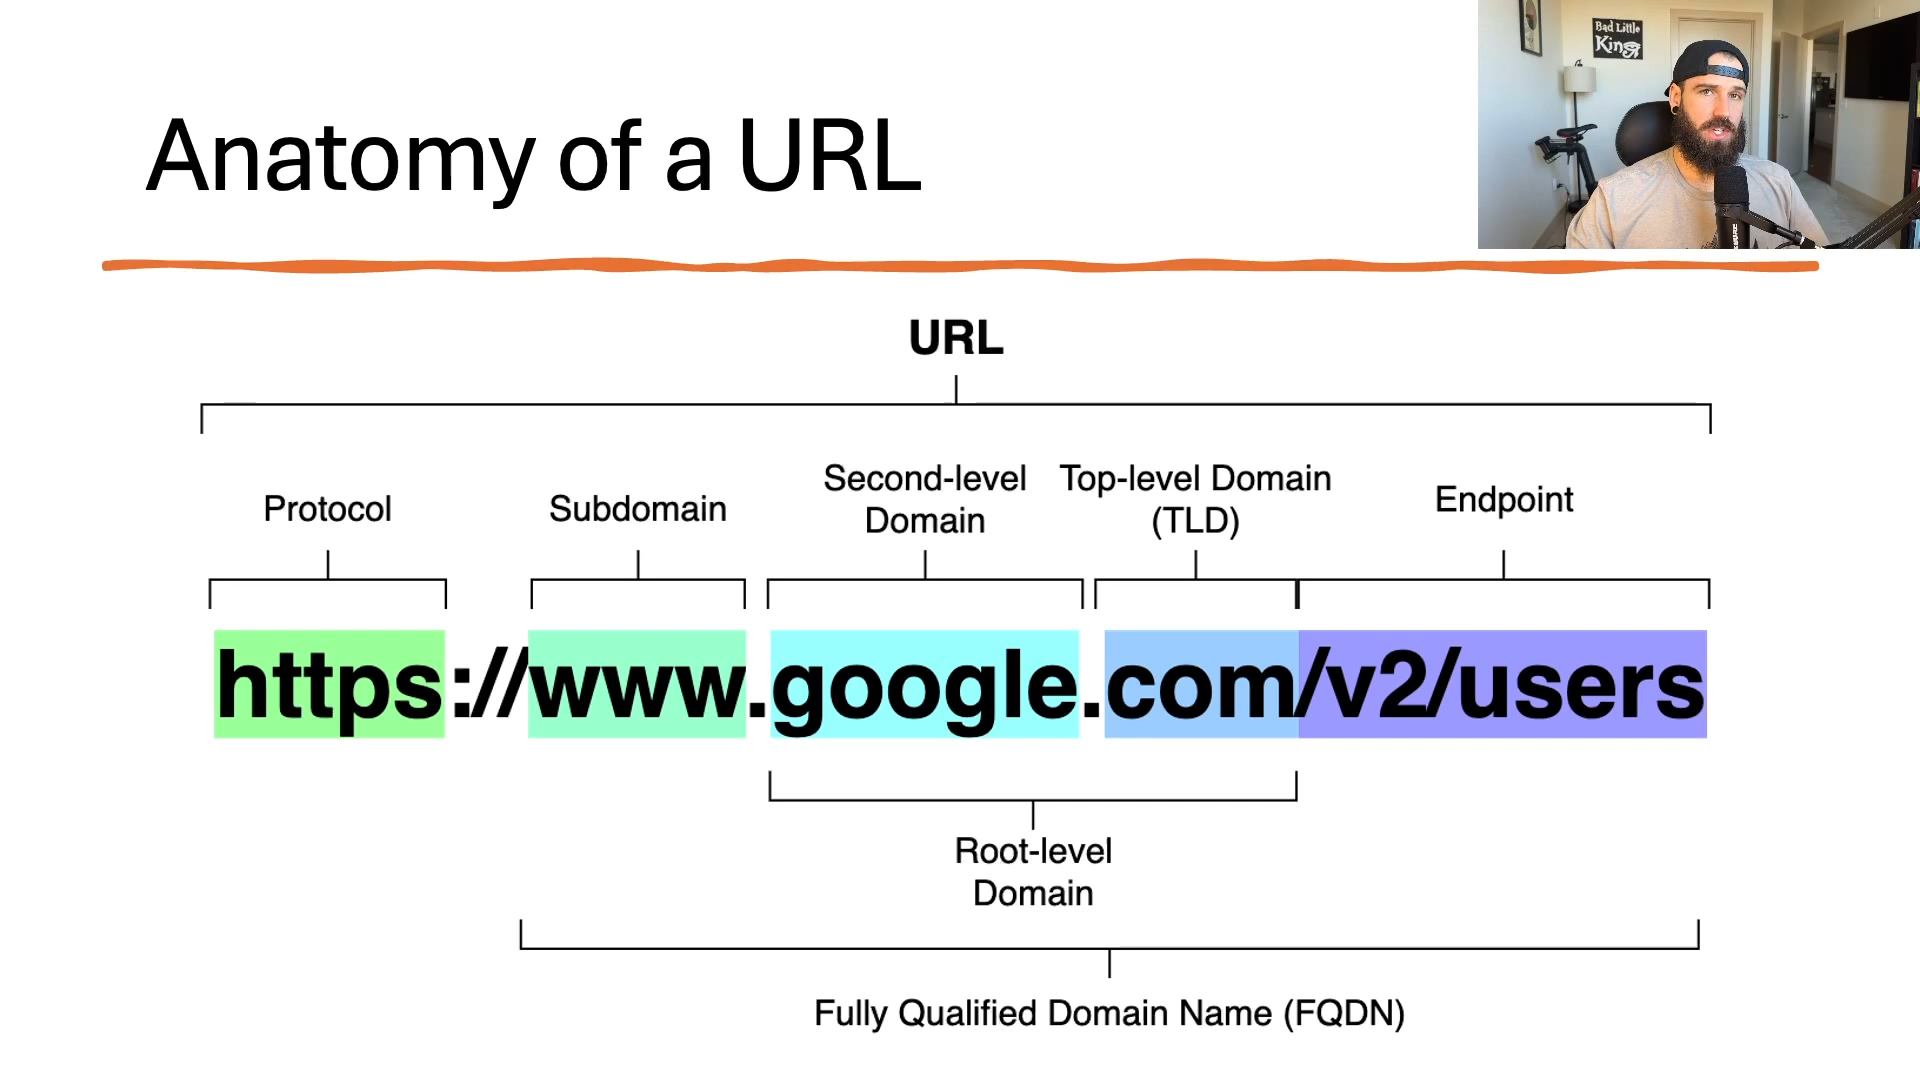 Bad Little
King
Anatomy of a URL
URL
Protocol
Subdomain
Second-level
Domain
Top-level Domain
(TLD)
Endpoint
https://www.google.com/v2/users
Root-level
Domain
Fully Qualified Domain Name (FQDN)